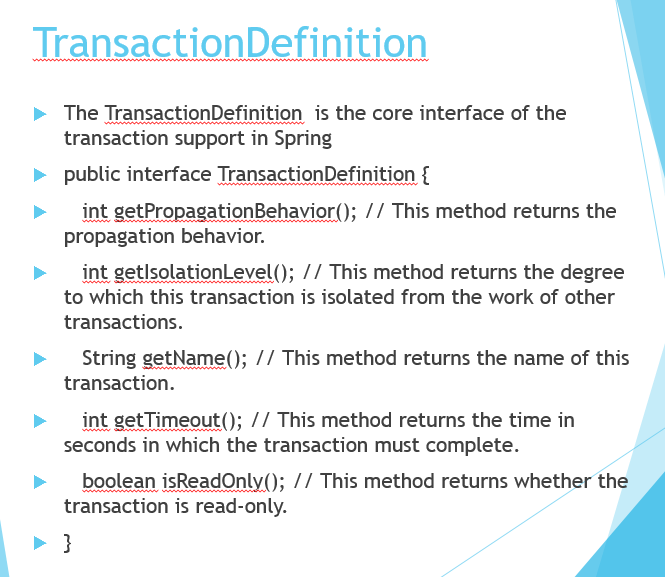 TransactionDefinition
The TransactionDefinition  is the core interface of the
transaction support in Spring
public interface TransactionDefinition {
int getPropagationBehavior(); // This method returns the
propagation behavior.
int getIsolationLevel(); // This method returns the degree
to which this transaction is isolated from the work of other
transactions.
String getName(); // This method returns the name of this
transaction.
int getTimeout(); // This method returns the time in
seconds in which the transaction must complete.
boolean isReadOnly(); // This method returns whether the
transaction is read-only.
}